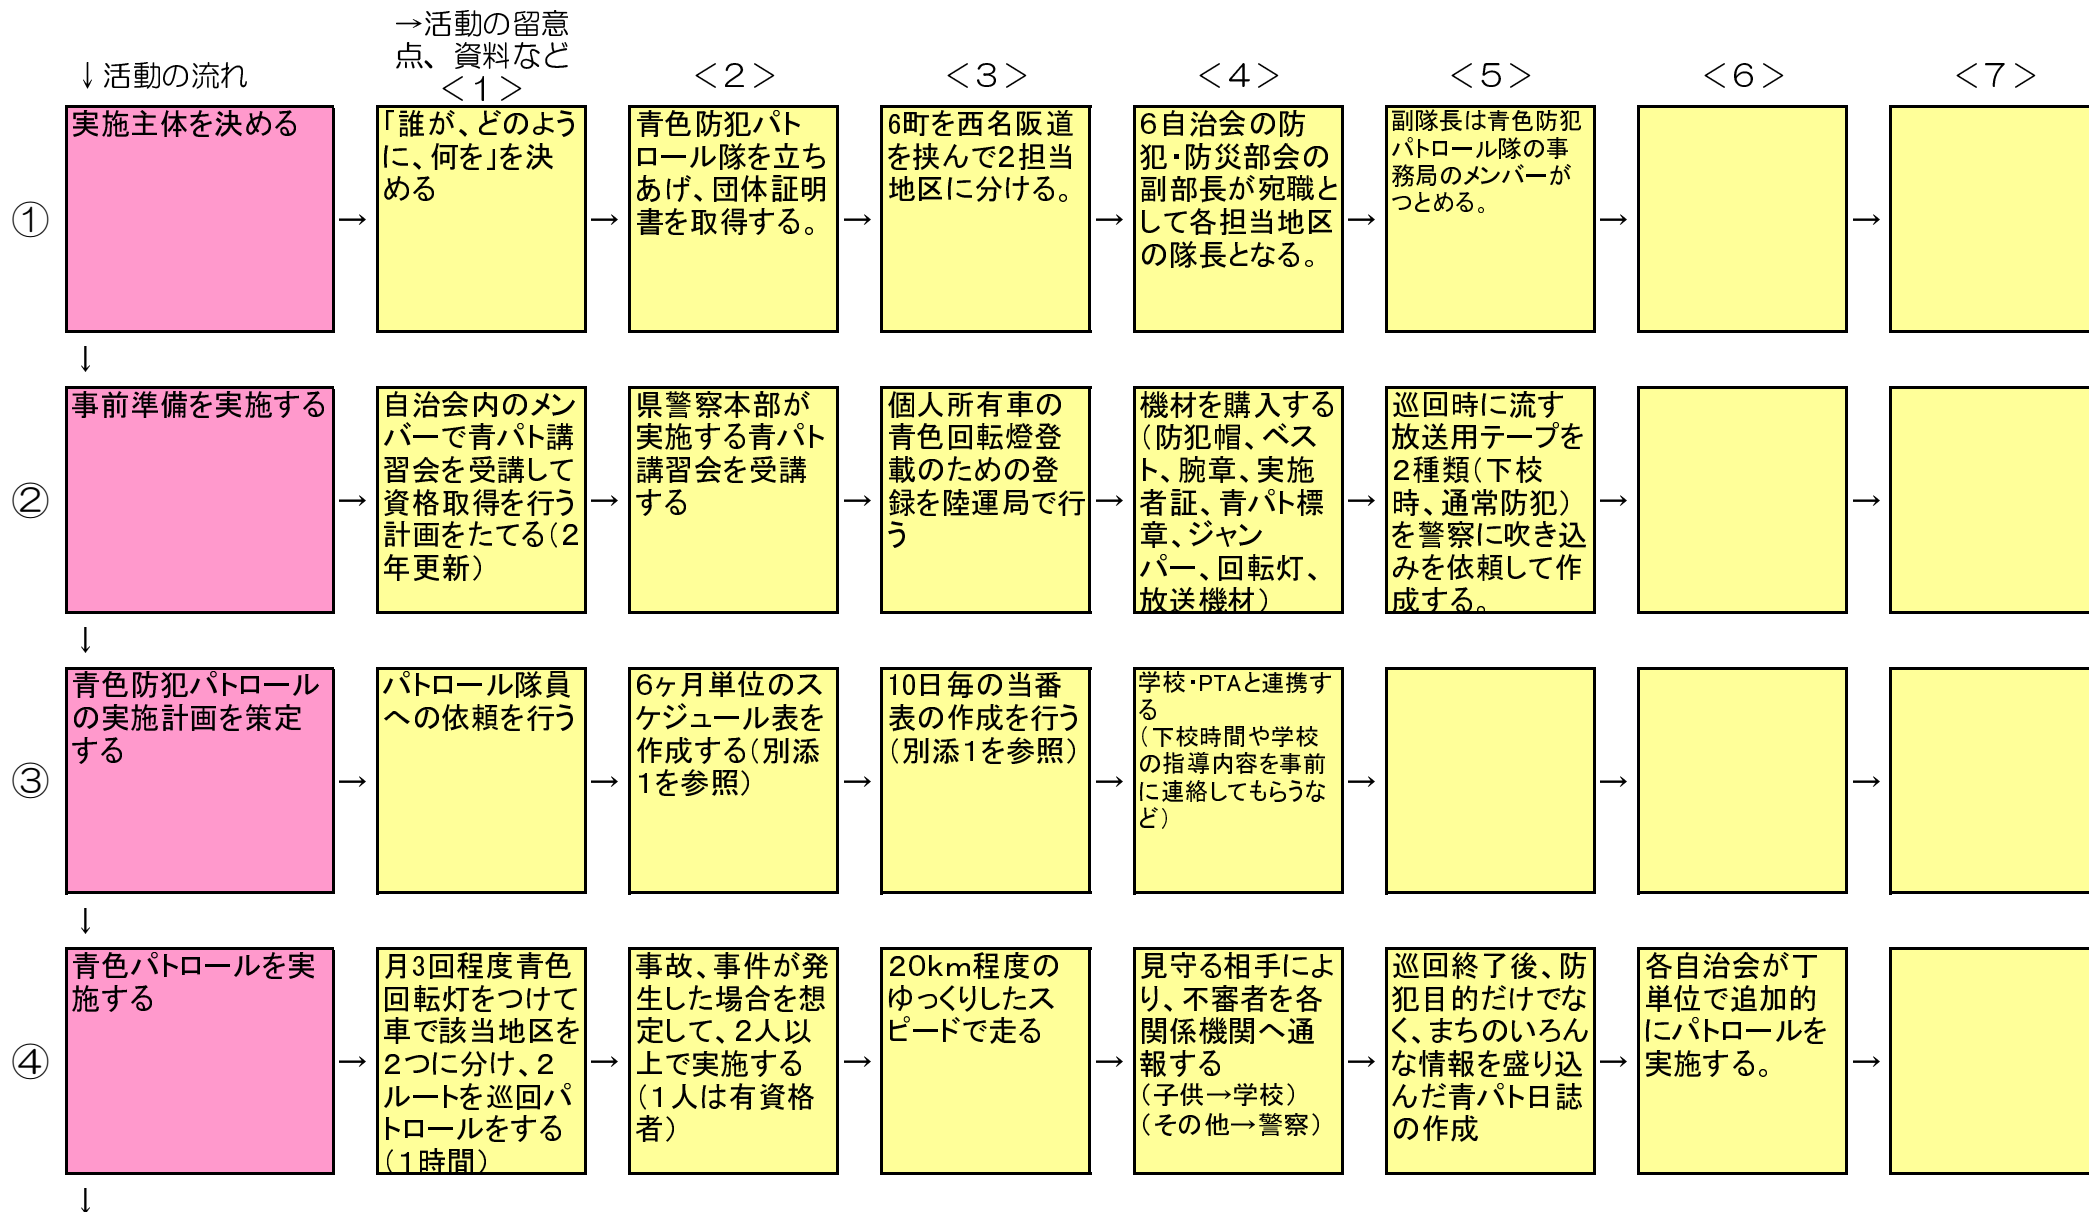 →活動の留意
点、資料など
↓活動の流れ
＜１＞
＜２＞
＜３＞
＜４＞
＜５＞
＜６＞
＜７＞
①
実施主体を決める
→
「誰が、どのよう
に、何を」を決
める
→
青色防犯パト
ロール隊を立ち
あげ、団体証明
書を取得する。
→
6町を西名阪道
を挟んで２担当
地区に分ける。
→
６自治会の防
犯・防災部会の
副部長が宛職と
して各担当地区
の隊長となる。
→
副隊長は青色防犯
パトロール隊の事
務局のメンバーが
つとめる。
→
→
↓
②
事前準備を実施する
→
自治会内のメン
バーで青パト講
習会を受講して
資格取得を行う
計画をたてる（２
年更新）
→
県警察本部が
実施する青パト
講習会を受講
する
→
個人所有車の
青色回転燈登
載のための登
録を陸運局で行
う
→
機材を購入する
（防犯帽、ベス
ト、腕章、実施
者証、青パト標
章、ジャン
パー、回転灯、
放送機材）
→
巡回時に流す
放送用テープを
２種類（下校
時、通常防犯）
を警察に吹き込
みを依頼して作
成する。
→
→
↓
③
青色防犯パトロール
の実施計画を策定
する
→
パトロール隊員
への依頼を行う
→
６ヶ月単位のス
ケジュール表を
作成する（別添
１を参照）
→
10日毎の当番
表の作成を行う
（別添１を参照）
→
学校・PTAと連携す
る
（下校時間や学校
の指導内容を事前
に連絡してもらうな
ど）
→
→
→
↓
④
青色パトロールを実
施する
→
月3回程度青色
回転灯をつけて
車で該当地区を
２つに分け、２
ルートを巡回パ
トロールをする
（１時間）
→
事故、事件が発
生した場合を想
定して、２人以
上で実施する
（１人は有資格
者）
→
２０ｋｍ程度の
ゆっくりしたス
ピードで走る
→
見守る相手によ
り、不審者を各
関係機関へ通
報する
（子供→学校）
（その他→警察）
→
巡回終了後、防
犯目的だけでな
く、まちのいろん
な情報を盛り込
んだ青パト日誌
の作成
→
各自治会が丁
単位で追加的
にパトロールを
実施する。
→
↓